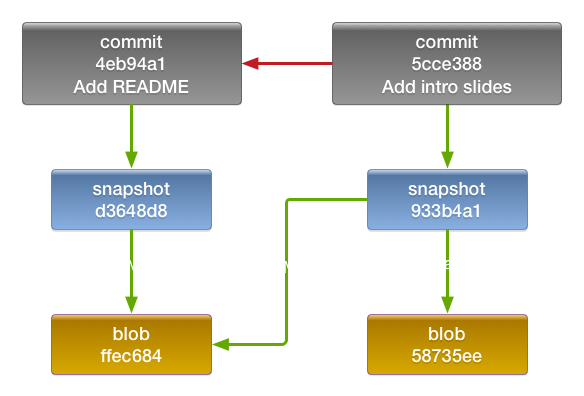 commit
4eb94a1
Add README
commit
5cce388
Add intro slides
snapshot
d3648d8
snapshot
933b4a1
blob
ffec684
blob
58735ee